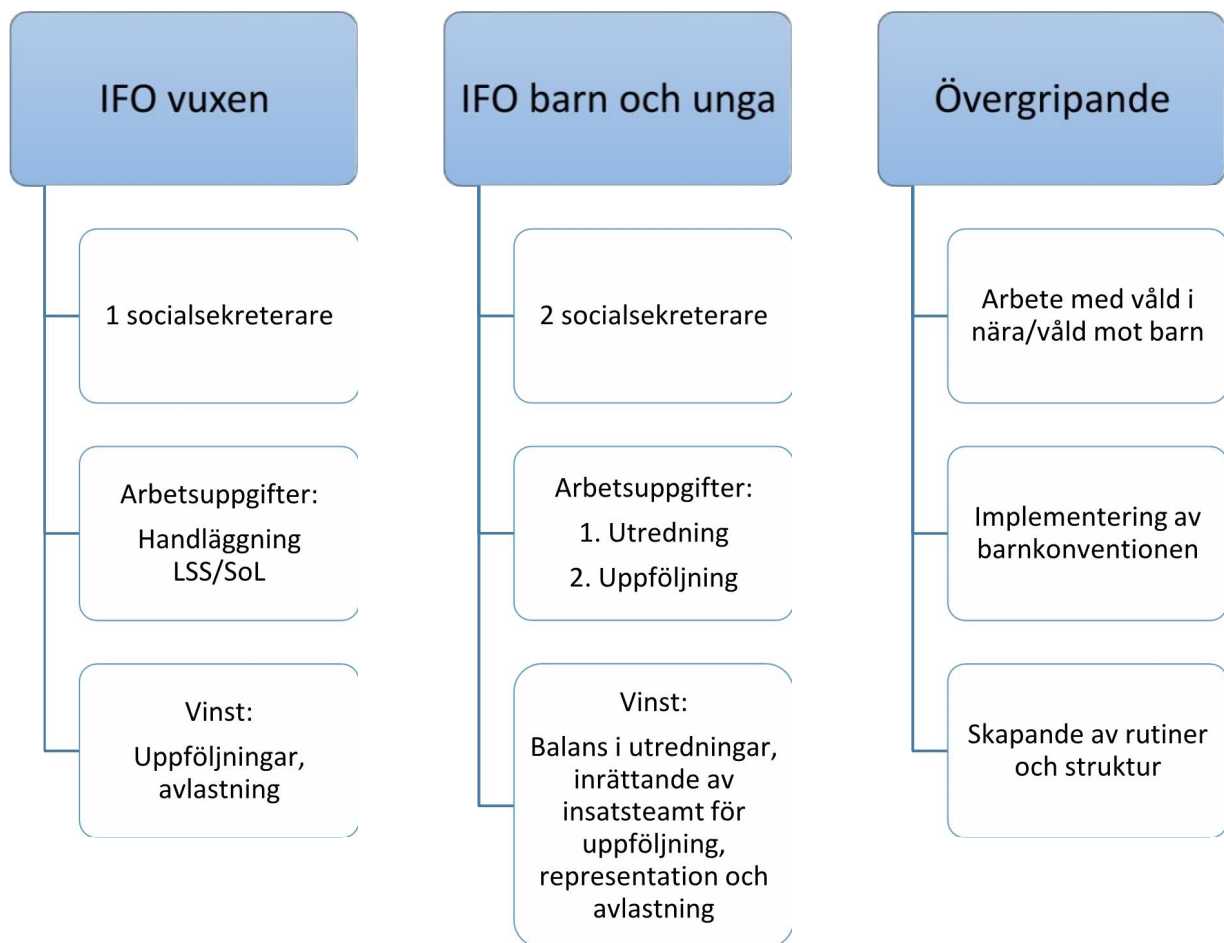 IFO vuxen
1 socialsekreterare
Arbetsuppgifter:
Handläggning
LSS/SoL
Vinst:
Uppföljningar,
avlastning
IFO barn och unga
2 socialsekreterare
Arbetsuppgifter:
1. Utredning
2. Uppföljning
Vinst:
Balans i utredningar,
inrättande av
insatsteamt för
uppföljning,
representation och
avlastning
Övergripande
Arbete med våld i
nära/våld mot barn
Implementering av
barnkonventionen
Skapande av rutiner
och struktur